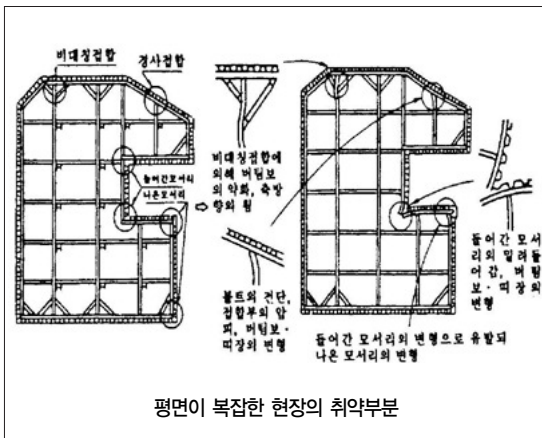 비대칭접합
경사접합
들어간모서리
나온모서리
비대칭접합에
의해 버팀보
의 약화, 축방
향의 휨
볼트의 전단,
접합부의 압
괴, 버팀보·
띠장의 변형
들어간 모서
리의 밀려들
어감, 버팀
보·띠장의
변형
들어간 모서리의 변형으로 유발되
나온 모서리의 변형
평면이 복잡한 현장의 취약부분